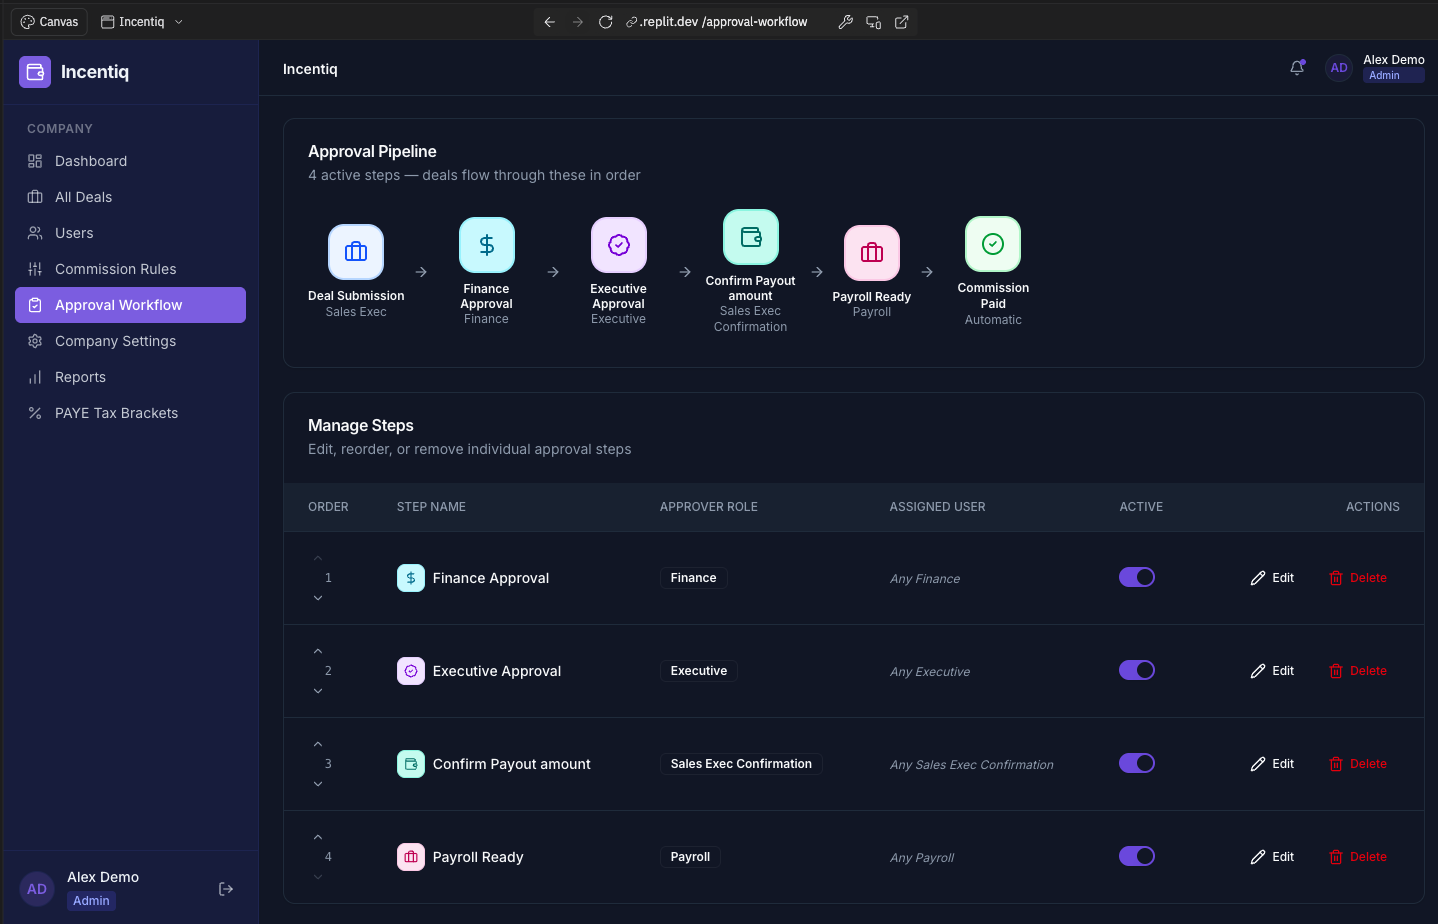 Canvas
Incentiq
.replit.dev /approval-workflow
Incentiq
COMPANY
Dashboard
All Deals
Users
Commission Rules
Approval Workflow
Company Settings
Reports
PAYE Tax Brackets
AD
Alex Demo
Admin
Incentiq
AD
Alex Demo
Admin
Approval Pipeline
4 active steps — deals flow through these in order
Deal Submission
Sales Exec
Finance
Approval
Finance
Executive
Approval
Executive
Confirm Payout
amount
Sales Exec
Confirmation
Payroll Ready
Payroll
Commission
Paid
Automatic
Manage Steps
Edit, reorder, or remove individual approval steps
ORDER STEP NAME APPROVER ROLE ASSIGNED USER ACTIVE ACTIONS
1 Finance Approval Finance Any Finance Edit Delete
2 Executive Approval Executive Any Executive Edit Delete
3 Confirm Payout amount Sales Exec Confirmation Any Sales Exec Confirmation Edit Delete
4 Payroll Ready Payroll Any Payroll Edit Delete